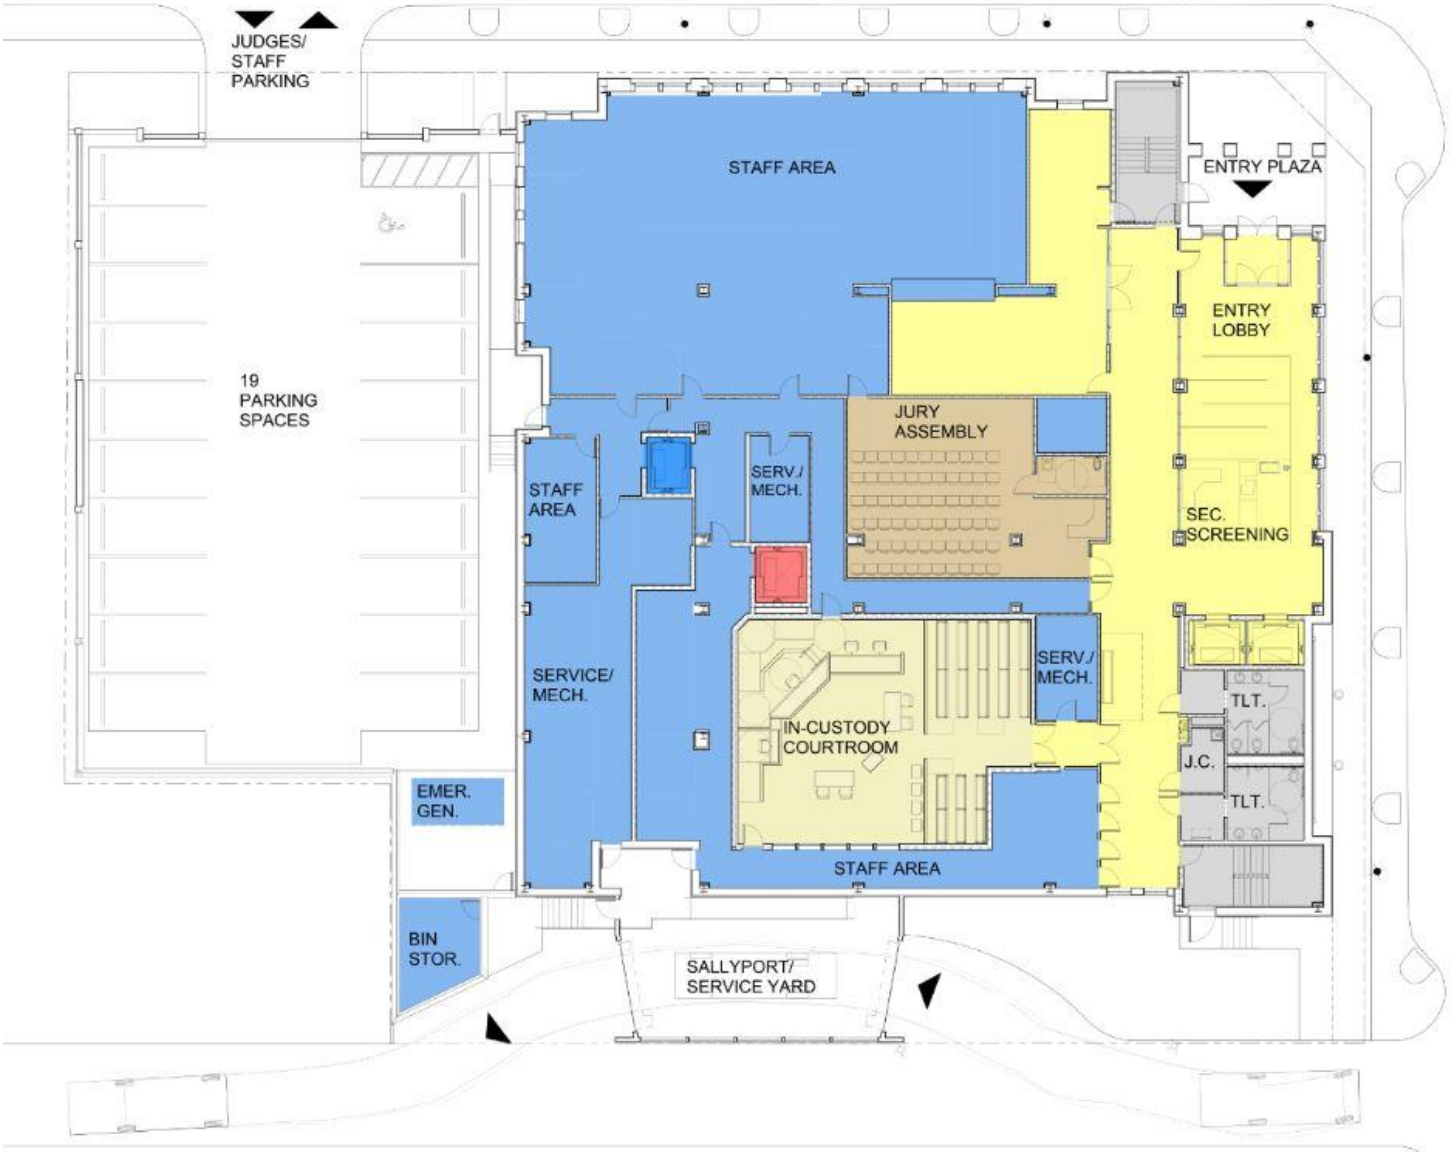 JUDGES/
STAFF
PARKING
STAFF AREA
ENTRY PLAZA
ENTRY
LOBBY
19
PARKING
SPACES
JURY
ASSEMBLY
STAFF
AREA
SERV./
MECH.
SEC.
SCREENING
SERVICE/
MECH.
SERV./
MECH.
IN-CUSTODY
COURTROOM
TLT.
J.C.
TLT.
EMER.
GEN.
STAFF AREA
BIN
STOR.
SALLYPORT/
SERVICE YARD